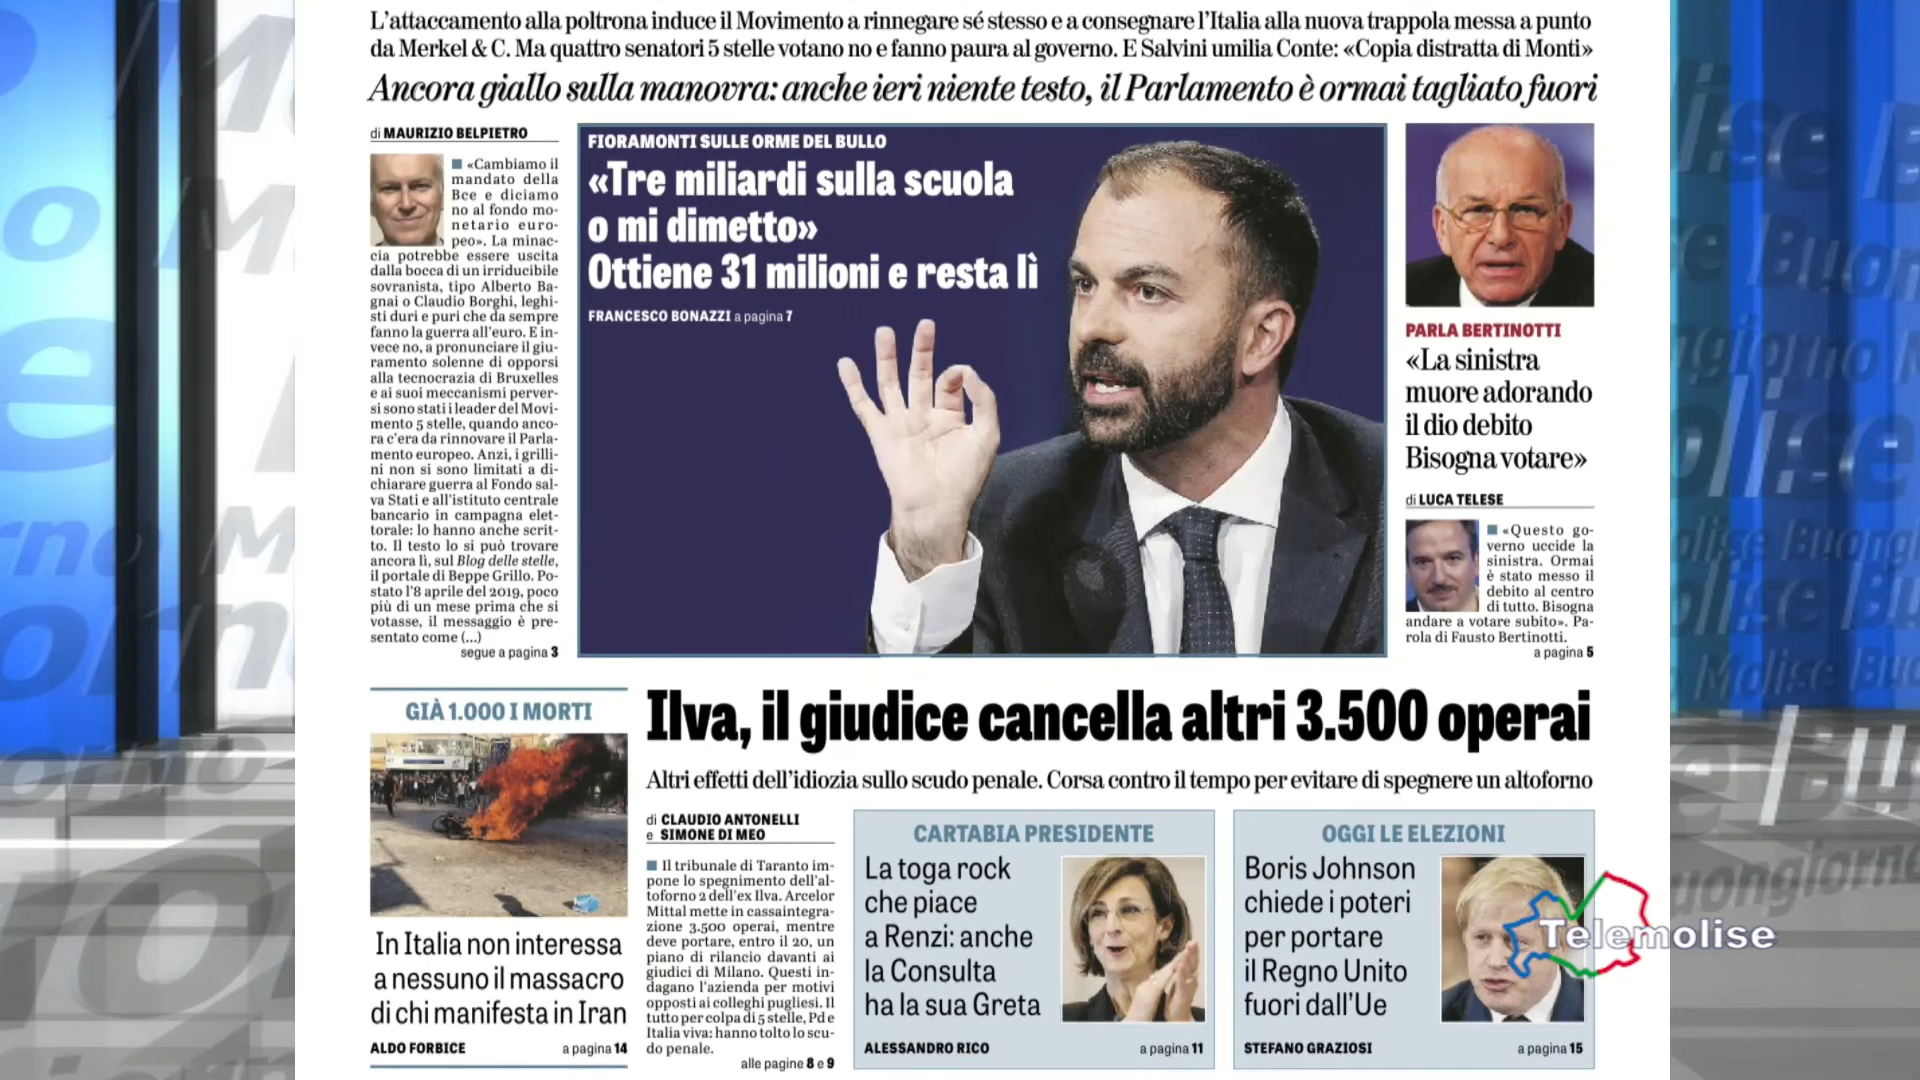 L'attaccamento alla poltrona induce il Movimento a rinnegare sé stesso e a consegnare l'Italia alla nuova trappola messa a punto
da Merkel & C. Ma quattro senatori 5 stelle votano no e fanno paura al governo. E Salvini umilia Conte: «Copia distratta di Monti»
Ancora giallo sulla manovra: anche ieri niente testo, il Parlamento è ormai tagliato fuori
di MAURIZIO BELPIETRO
■ «Cambiamo il
mandato della
Bce e diciamo
no al fondo mo-
netario euro-
peo». La minac-
cia potrebbe essere uscita
dalla bocca di un irriducibile
sovranista, tipo Alberto Ba-
gnai o Claudio Borghi, leghi-
sti duri e puri che da sempre
fanno la guerra all'euro. E in-
vece no, a pronunciare il giu-
ramento solenne di opporsi
alla tecnocrazia di Bruxelles
e ai suoi meccanismi perver-
si sono stati i leader del Movi-
mento 5 stelle, quando anco-
ra c'era da rinnovare il Parla-
mento europeo. Anzi, i grilli-
ni non si sono limitati a di-
chiarare guerra al Fondo sal-
va Stati e all'istituto centrale
bancario in campagna elet-
torale: lo hanno anche scrit-
to. Il testo lo si può trovare
ancora lì, sul Blog delle stelle,
il portale di Beppe Grillo. Po-
stato l'8 aprile del 2019, poco
più di un mese prima che si
votasse, il messaggio è pre-
sentato come (...)
segue a pagina 3
FIORAMONTI SULLE ORME DEL BULLO
«Tre miliardi sulla scuola
o mi dimetto»
Ottiene 31 milioni e resta lì
FRANCESCO BONAZZI a pagina 7
PARLA BERTINOTTI
«La sinistra
muore adorando
il dio debito
Bisogna votare»
di LUCA TELESE
■ «Questo go-
verno uccide la
sinistra. Ormai
è stato messo il
debito al centro
di tutto. Bisogna
andare a votare subito». Pa-
rola di Fausto Bertinotti.
a pagina 5
GIÀ 1.000 I MORTI
In Italia non interessa
a nessuno il massacro
di chi manifesta in Iran
ALDO FORBICE a pagina 14
Ilva, il giudice cancella altri 3.500 operai
Altri effetti dell'idiozia sullo scudo penale. Corsa contro il tempo per evitare di spegnere un altoforno
di CLAUDIO ANTONELLI
e SIMONE DI MEO
■ Il tribunale di Taranto im-
pone lo spegnimento dell'al-
toforno 2 dell'ex Ilva. Arcelor
Mittal mette in cassaintegra-
zione 3.500 operai, mentre
deve portare, entro il 20, un
piano di rilancio davanti ai
giudici di Milano. Questi in-
dagano l'azienda per motivi
opposti ai colleghi pugliesi. Il
tutto per colpa di 5 stelle, Pd e
Italia viva: hanno tolto lo scu-
do penale.
alle pagine 8 e 9
CARTABIA PRESIDENTE
La toga rock
che piace
a Renzi: anche
la Consulta
ha la sua Greta
ALESSANDRO RICO a pagina 11
OGGI LE ELEZIONI
Boris Johnson
chiede i poteri
per portare
il Regno Unito
fuori dall'Ue
STEFANO GRAZIOSI a pagina 15
Telemolise